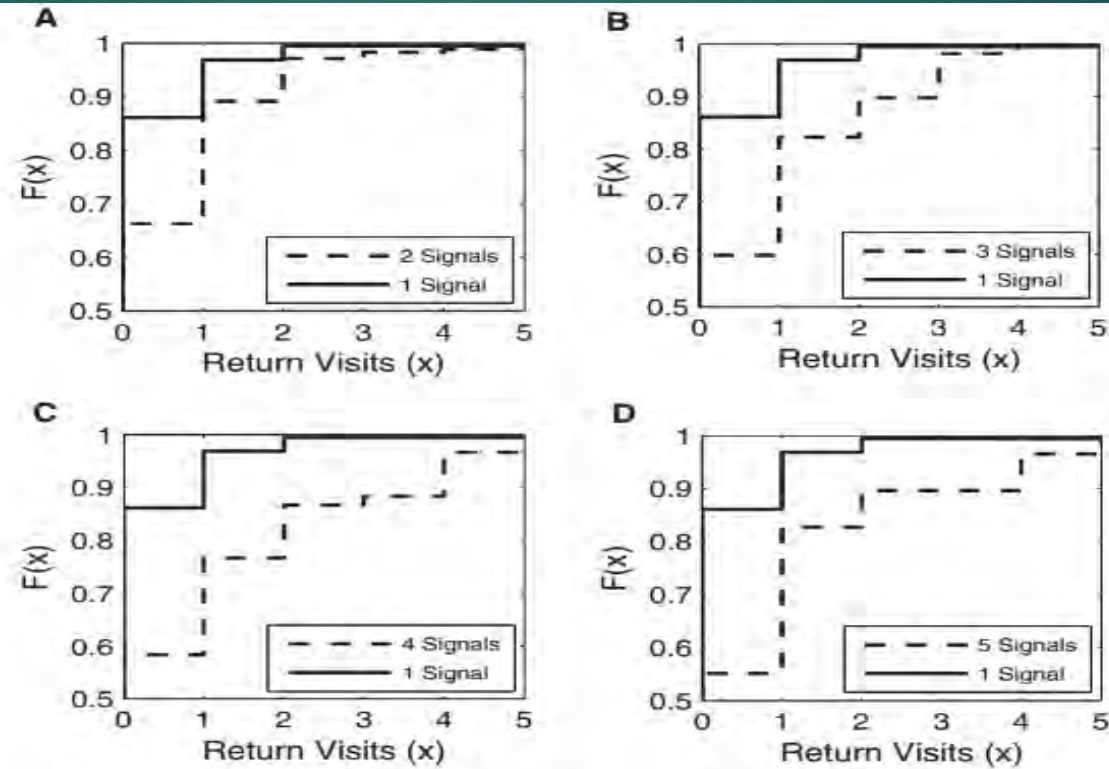 A
1
0.9
0.8
0.7
0.6
0.5
F(x)
0 1 2 3 4 5
Return Visits (x)
2 Signals
1 Signal
B
1
0.9
0.8
0.7
0.6
0.5
F(x)
0 1 2 3 4 5
Return Visits (x)
3 Signals
1 Signal
C
1
0.9
0.8
0.7
0.6
0.5
F(x)
0 1 2 3 4 5
Return Visits (x)
4 Signals
1 Signal
D
1
0.9
0.8
0.7
0.6
0.5
F(x)
0 1 2 3 4 5
Return Visits (x)
5 Signals
1 Signal